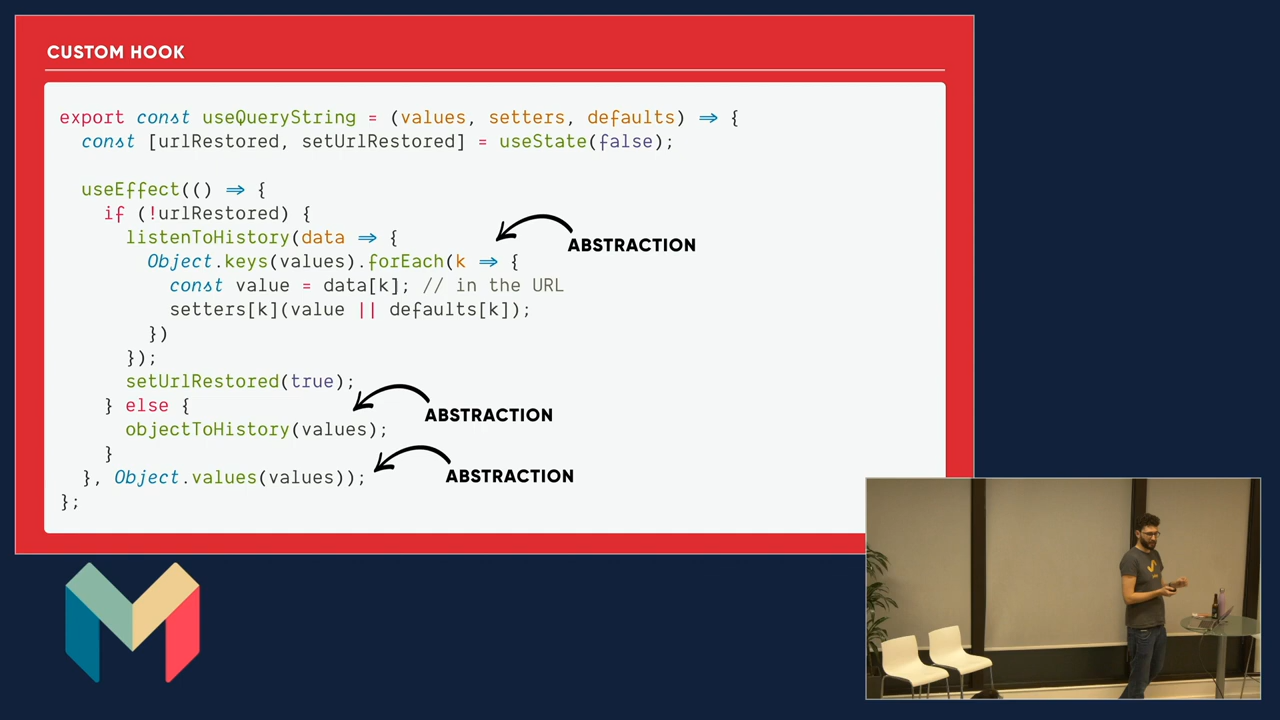 CUSTOM HOOK
export const useQueryString = (values, setters, defaults) => {
const [urlRestored, setUrlRestored] = useState(false);
useEffect(() => {
if (!urlRestored) {
listenToHistory(data => {
ABSTRACTION
Object.keys(values).forEach(k => {
const value = data[k]; // in the URL
setters[k](value || defaults[k]);
})
});
setUrlRestored(true);
} else {
ABSTRACTION
objectToHistory(values);
}
}, Object.values(values));
ABSTRACTION
};